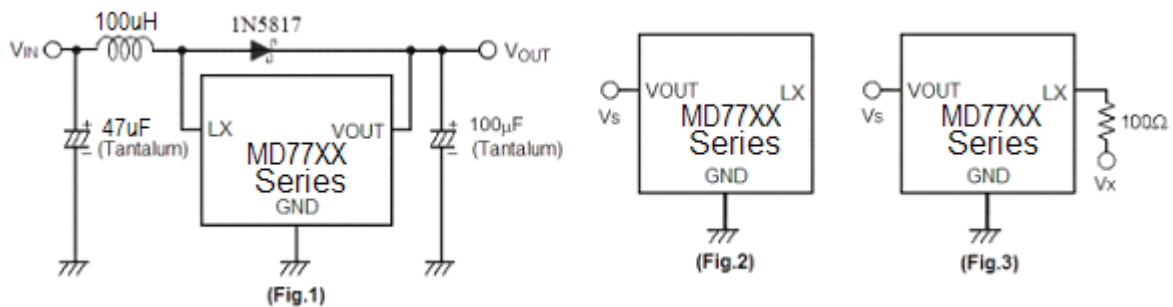 100uH
1N5817
VIN
VOUT
+
47uF
−
(Tantalum)
LX
VOUT
MD77XX
Series
GND
+
100μF
−
(Tantalum)
(Fig.1)
VOUT
LX
Vs
MD77XX
Series
GND
(Fig.2)
VOUT
LX
Vs
MD77XX
Series
GND
100Ω
Vx
(Fig.3)